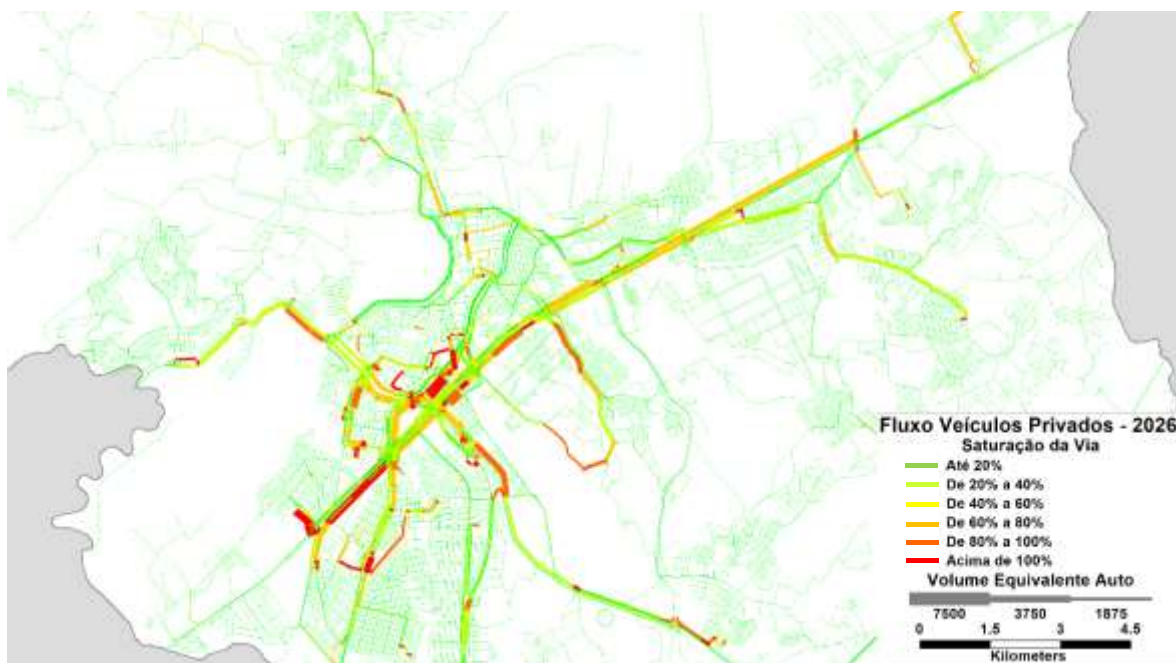 Fluxo Veículos Privados - 2026
Saturação da Via
Até 20%
De 20% a 40%
De 40% a 60%
De 60% a 80%
De 80% a 100%
Acima de 100%
Volume Equivalente Auto
7500 3750 1875
0 1.5 3 4.5
Kilometers